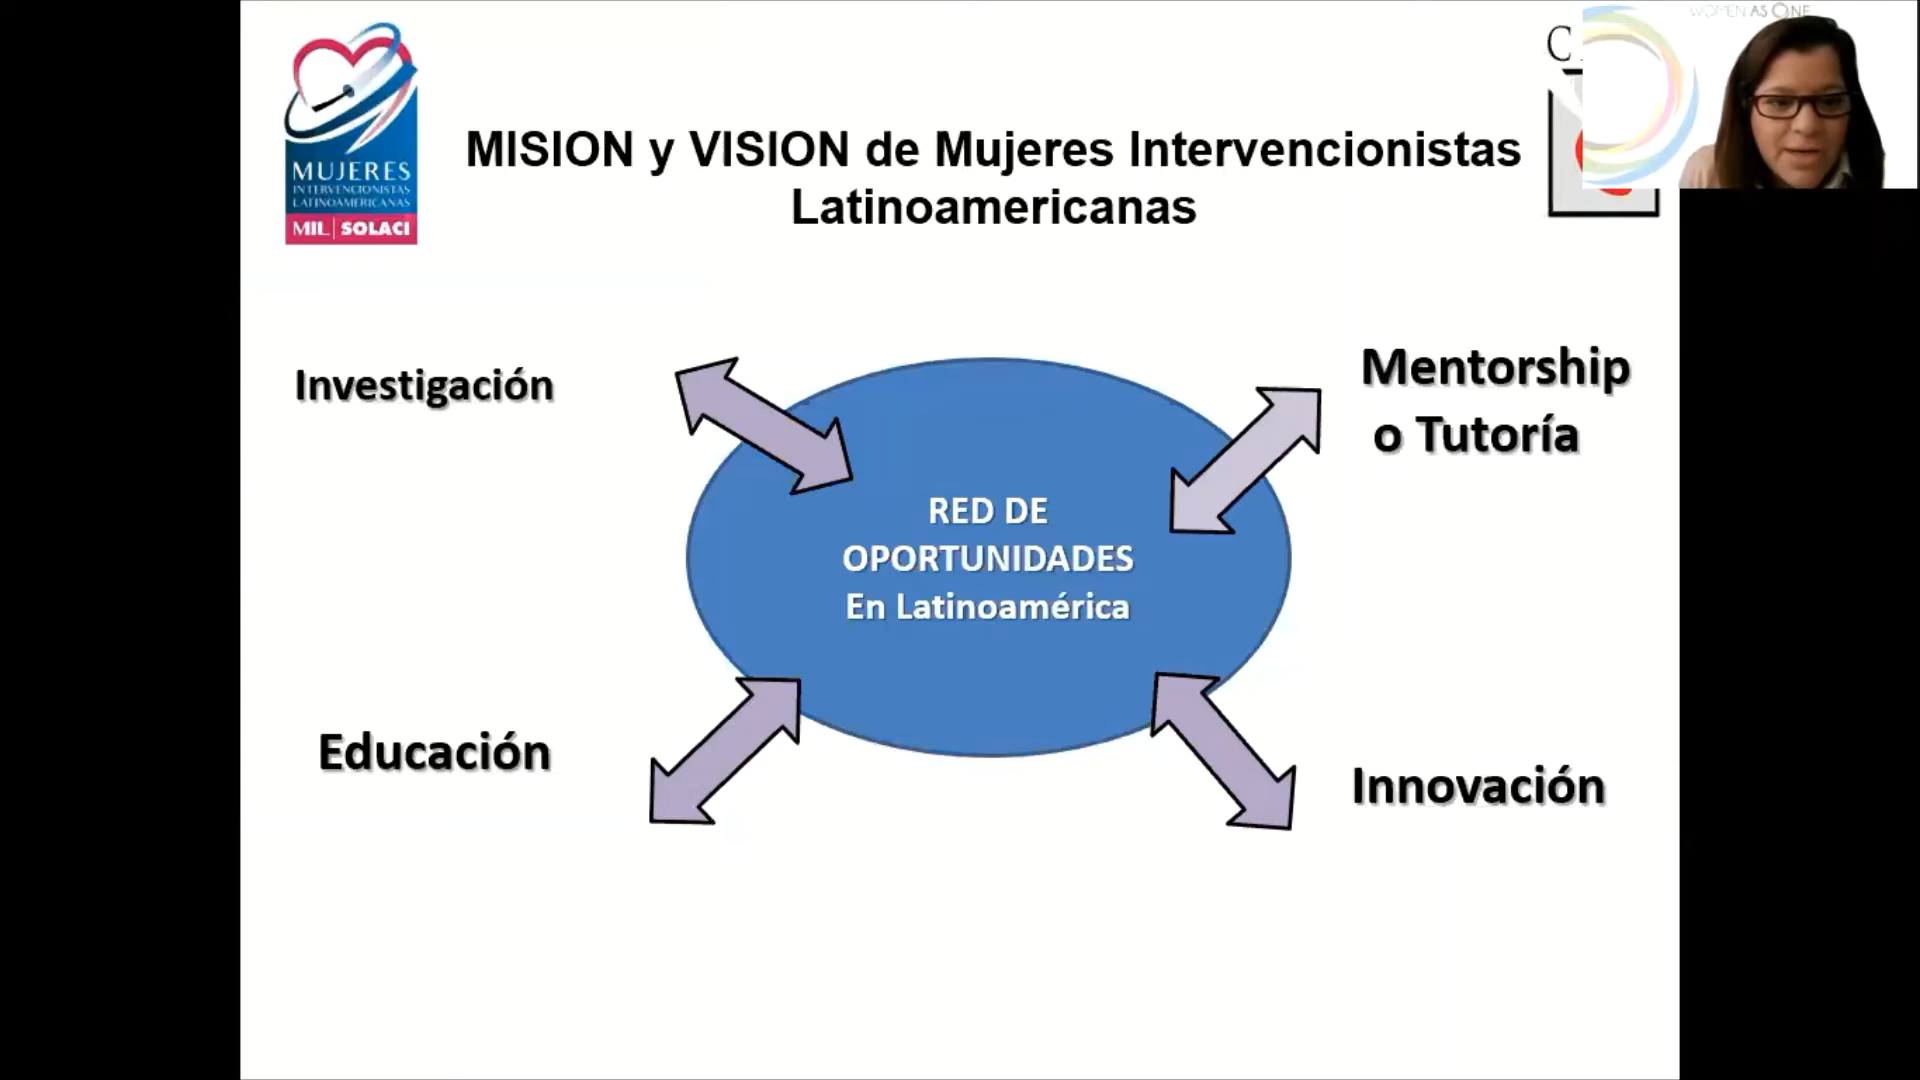 WOMEN AS ONE
C
MISION y VISION de Mujeres Intervencionistas
Latinoamericanas
MUJERES
INTERVENCIONISTAS
LATINOAMERICANAS
MIL | SOLACI
Investigación
Mentorship
o Tutoría
RED DE
OPORTUNIDADES
En Latinoamérica
Educación
Innovación